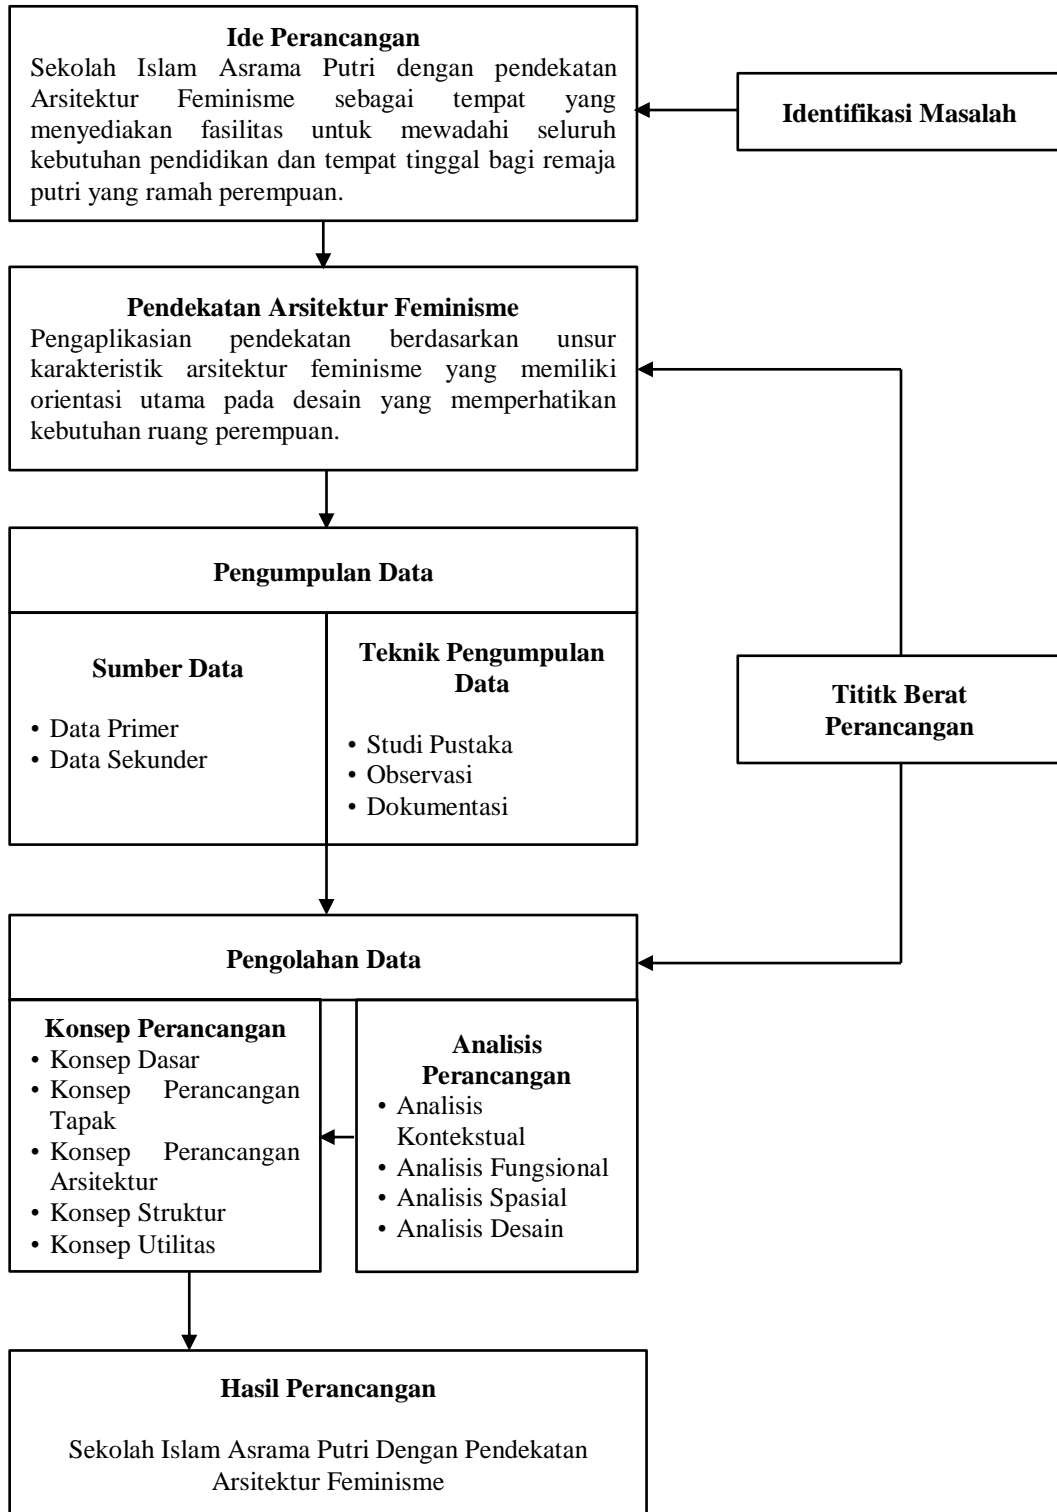 Ide Perancangan
Sekolah Islam Asrama Putri dengan pendekatan
Arsitektur Feminisme sebagai tempat yang
menyediakan fasilitas untuk mewadahi seluruh
kebutuhan pendidikan dan tempat tinggal bagi remaja
putri yang ramah perempuan.
Identifikasi Masalah
Pendekatan Arsitektur Feminisme
Pengaplikasian pendekatan berdasarkan unsur
karakteristik arsitektur feminisme yang memiliki
orientasi utama pada desain yang memperhatikan
kebutuhan ruang perempuan.
Pengumpulan Data
Sumber Data
• Data Primer
• Data Sekunder
Teknik Pengumpulan
Data
• Studi Pustaka
• Observasi
• Dokumentasi
Tititk Berat
Perancangan
Pengolahan Data
Konsep Perancangan
• Konsep Dasar
• Konsep Perancangan
Tapak
• Konsep Perancangan
Arsitektur
• Konsep Struktur
• Konsep Utilitas
Analisis
Perancangan
• Analisis
Kontekstual
• Analisis Fungsional
• Analisis Spasial
• Analisis Desain
Hasil Perancangan
Sekolah Islam Asrama Putri Dengan Pendekatan
Arsitektur Feminisme